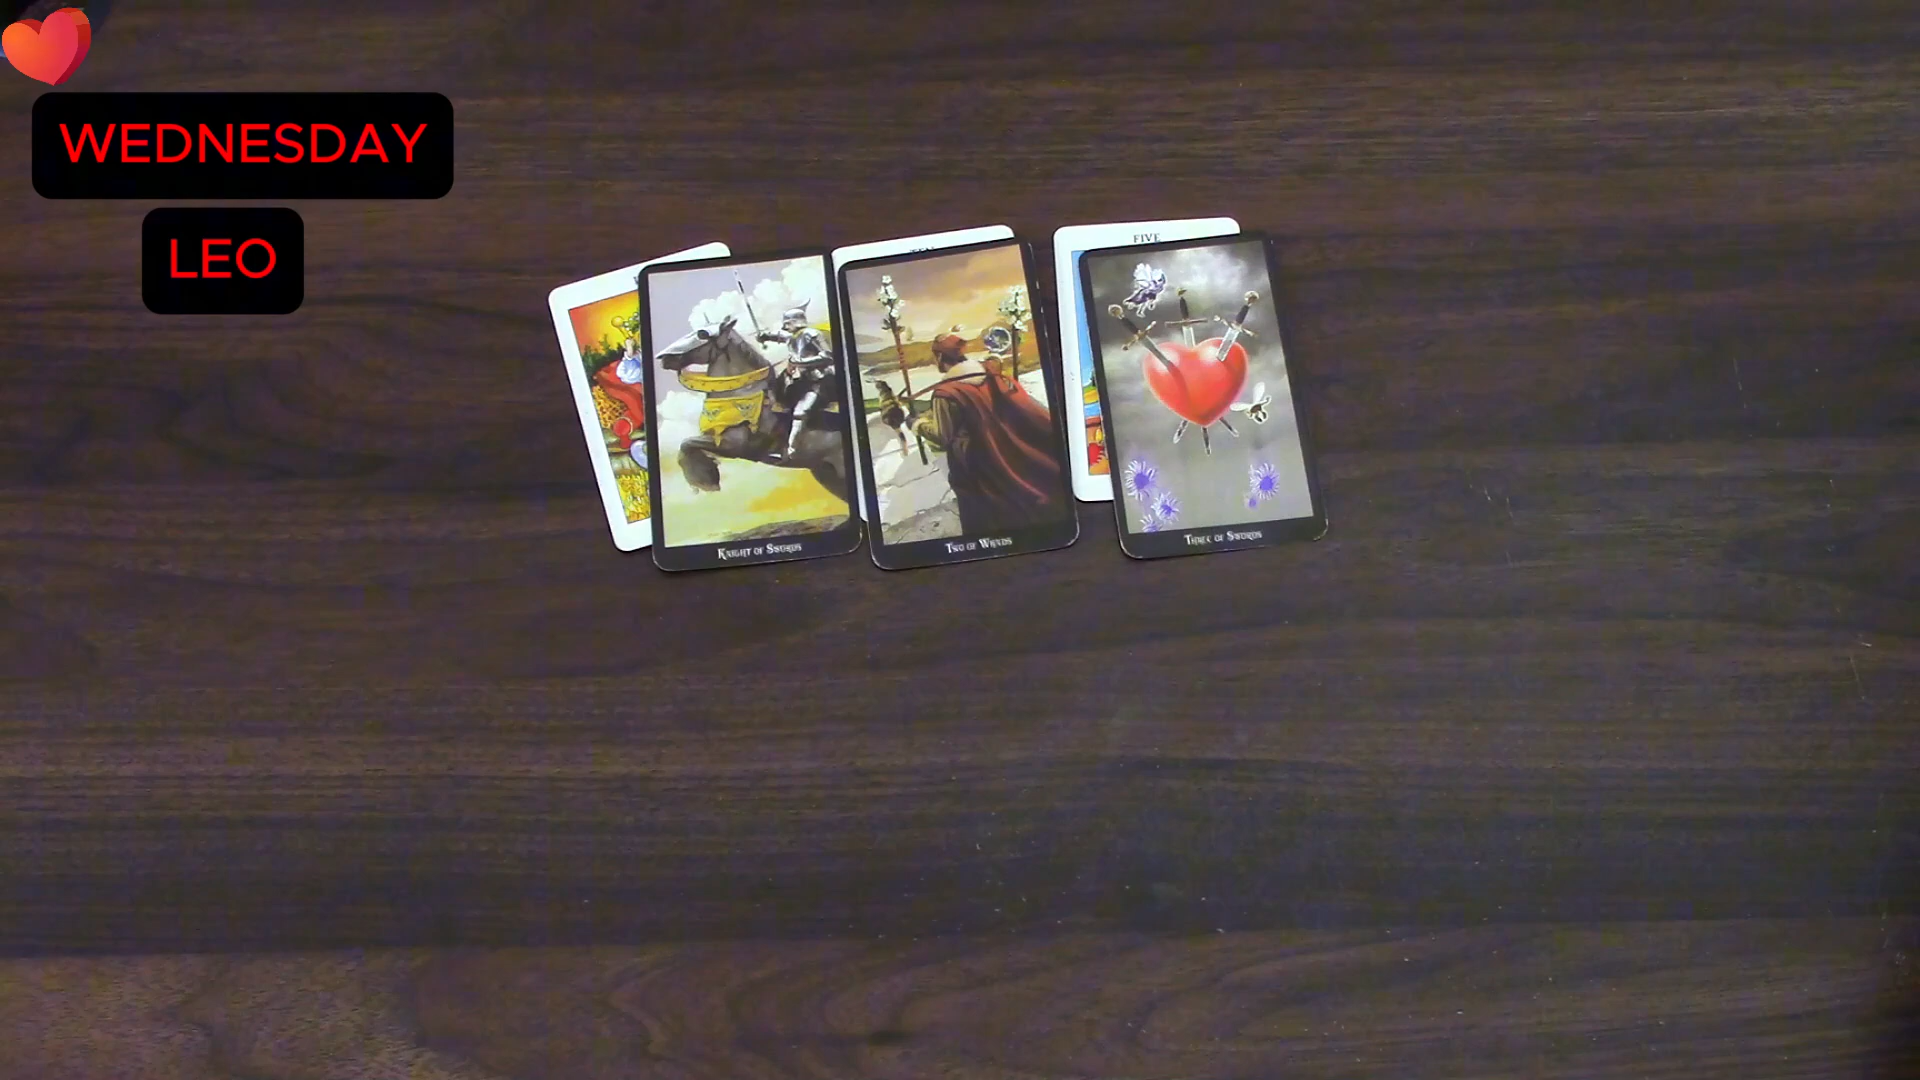 WEDNESDAY
LEO
FIVE
KNIGHT OF SWORDS
TWO OF WANDS
THREE OF SWORDS